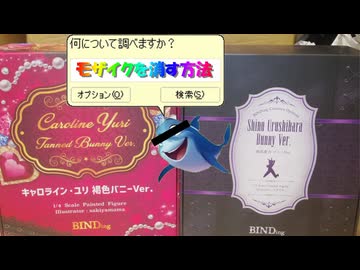 何について調べますか？
モザイクを消す方法
オプション(O)
検索(S)
Caroline Yuri
Tanned Bunny Ver.
キャロライン・ユリ 褐色バニーVer.
1/4 Scale Painted Figure
Illustrator : sakiyamama
BINDing
Shino Urushihara
Bunny Ver.
BINDing